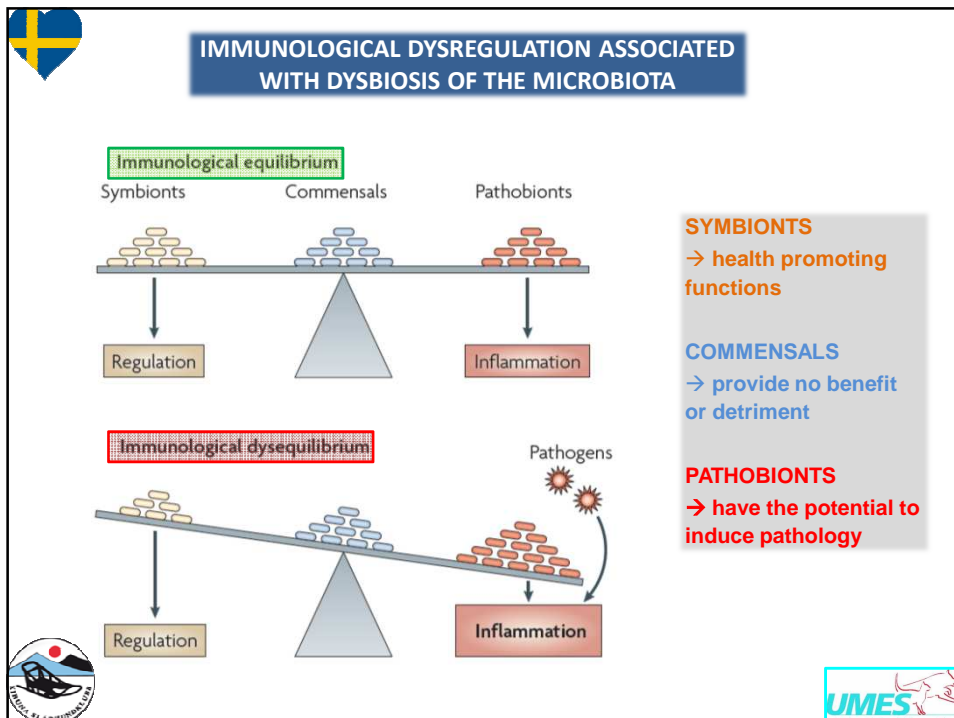 IMMUNOLOGICAL DYSREGULATION ASSOCIATED
WITH DYSBIOSIS OF THE MICROBIOTA
Immunological equilibrium
Symbionts Commensals Pathobionts
Regulation Inflammation
Immunological dysequilibrium
Pathogens
Regulation Inflammation
SYMBIONTS
→ health promoting
functions
COMMENSALS
→ provide no benefit
or detriment
PATHOBIONTS
→ have the potential to
induce pathology
UMES